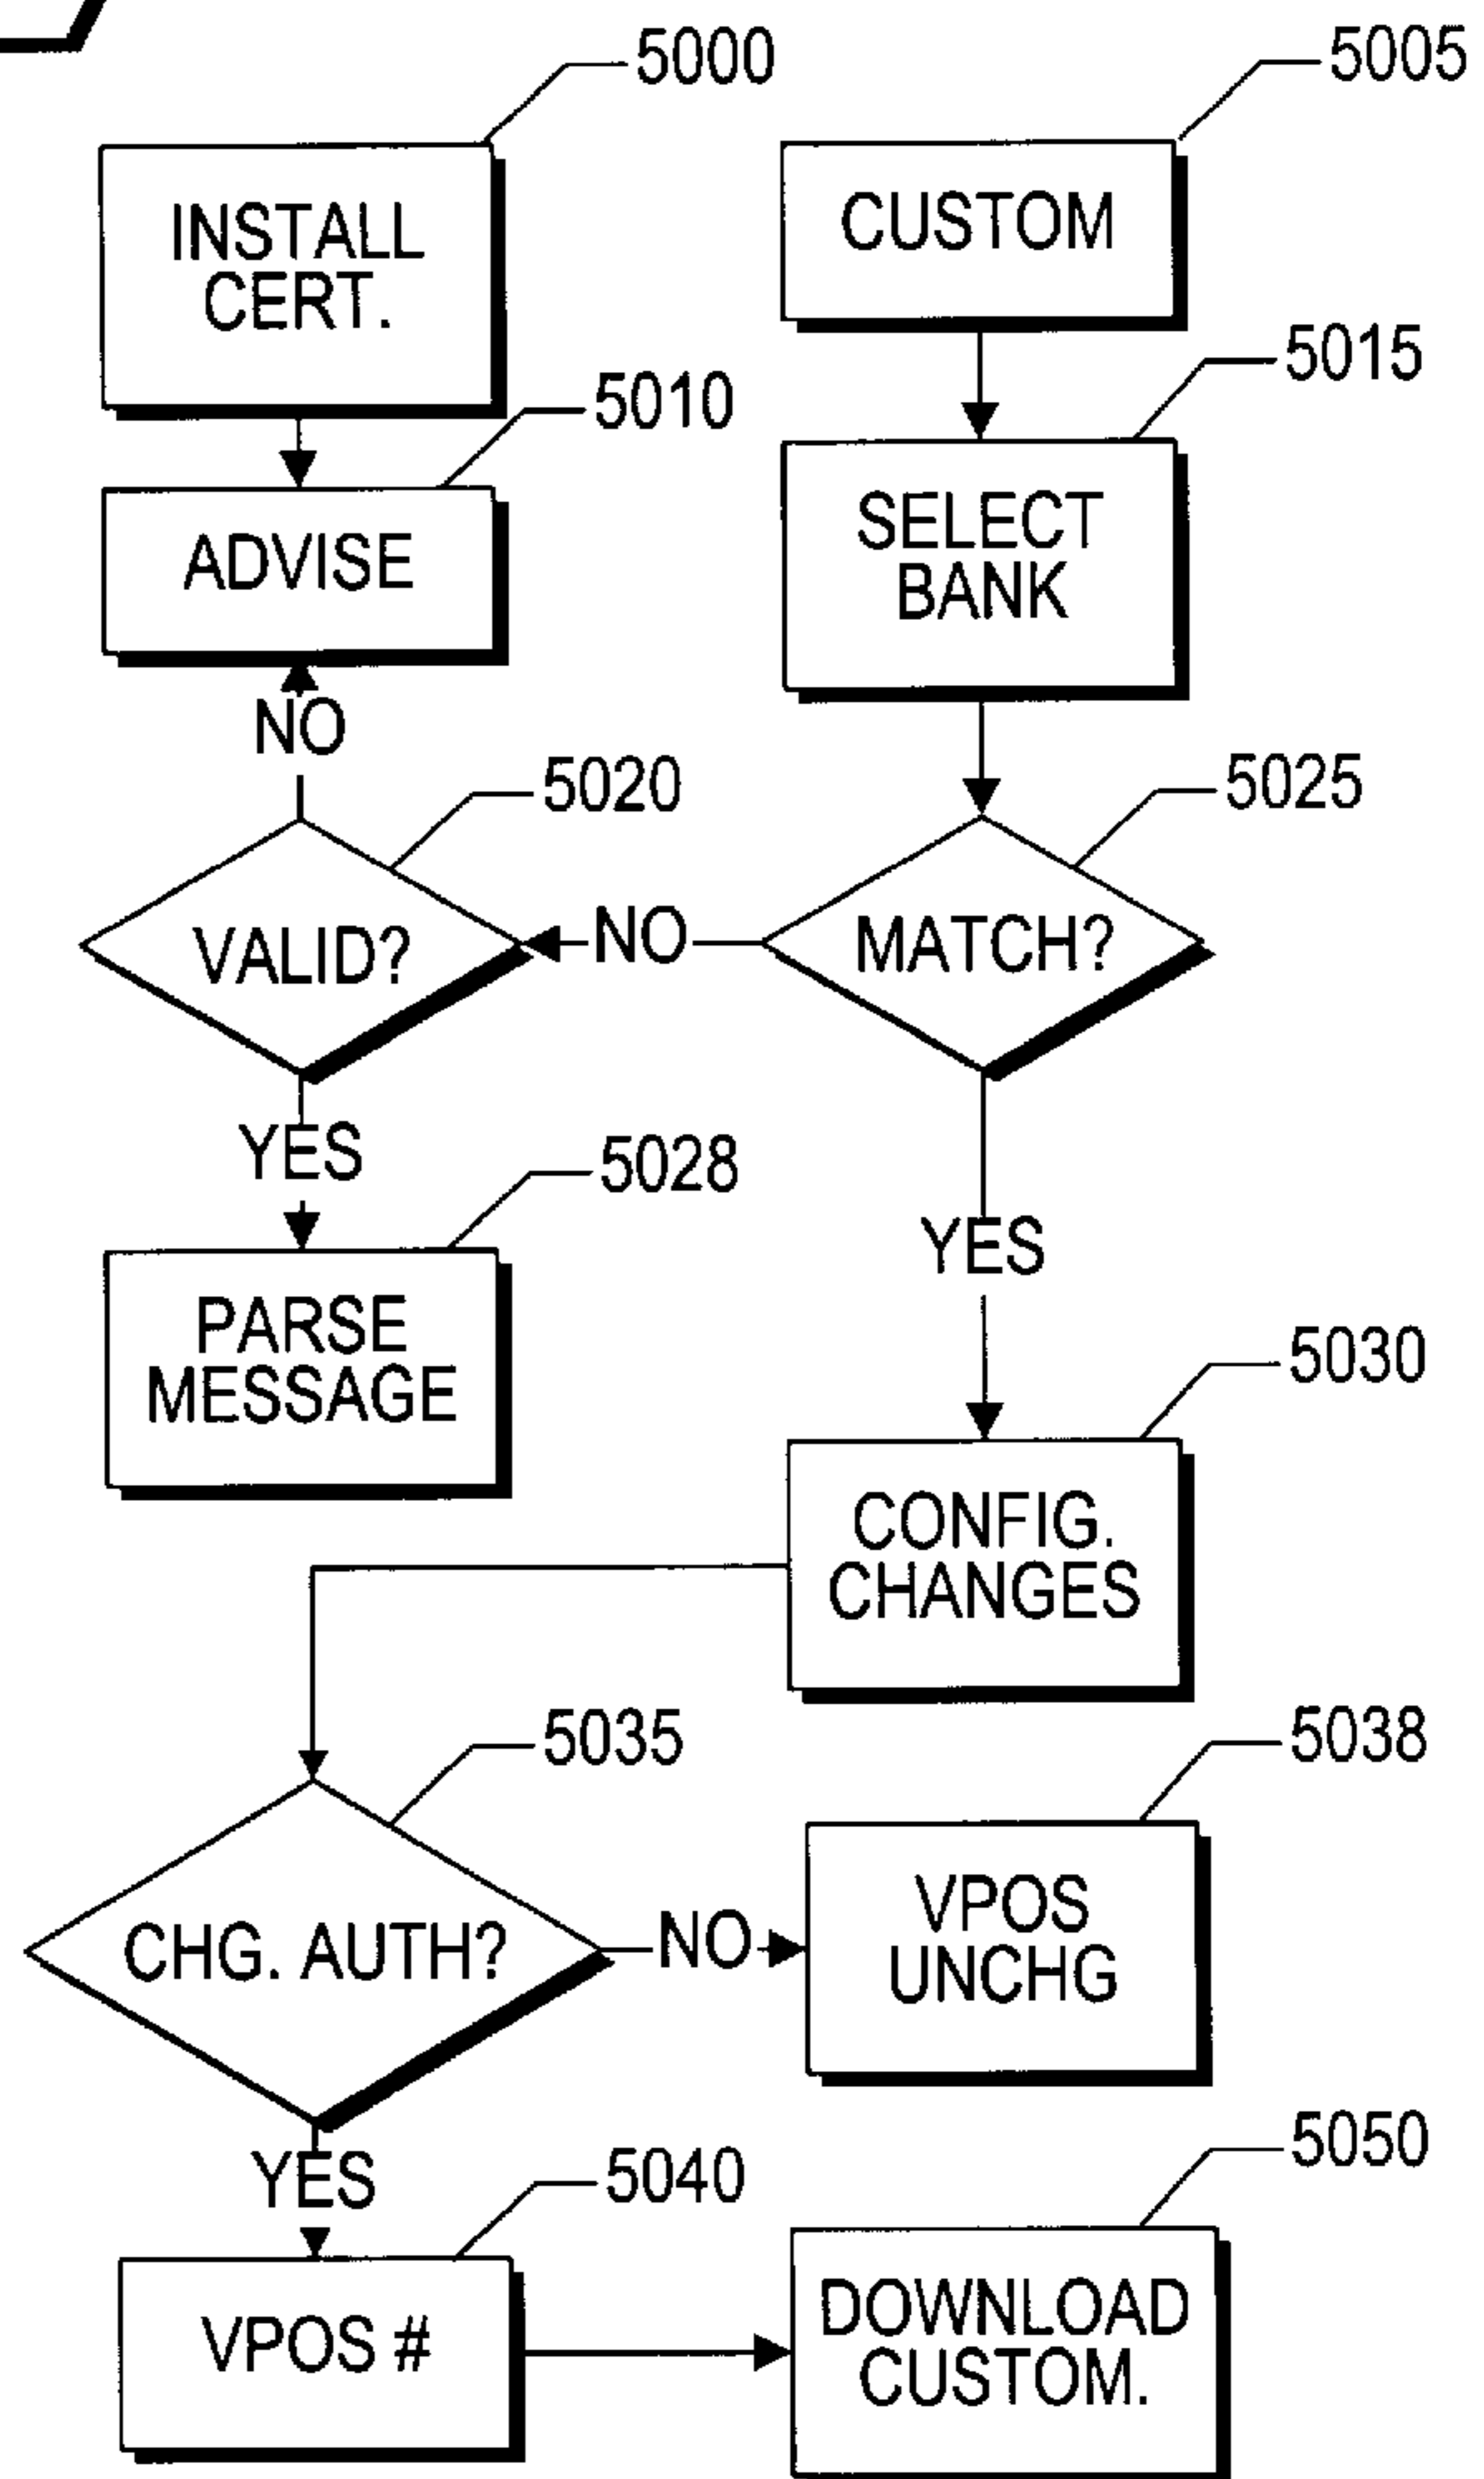 5000
5005
INSTALL
CERT.
CUSTOM
5010
5015
ADVISE
SELECT
BANK
NO
5020
5025
VALID?
NO
MATCH?
YES
5028
YES
PARSE
MESSAGE
5030
CONFIG.
CHANGES
5035
5038
CHG. AUTH?
NO
VPOS
UNCHG
YES
5040
5050
VPOS #
DOWNLOAD
CUSTOM.